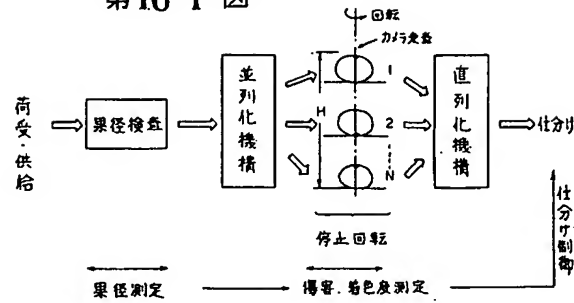 第16-1図
回転
カメラ走査
荷受・供給
果径検査
並列化機構
H
1
2
N
直列化機構
仕分け
停止回転
仕分け制御
果径測定
傷害、着色度測定